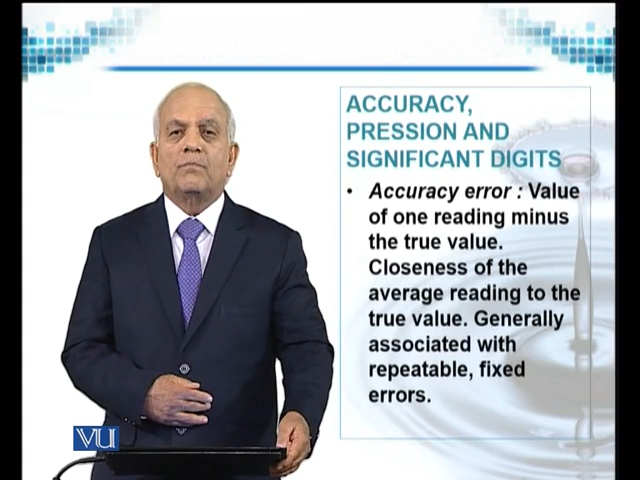 ACCURACY,
PRESSION AND
SIGNIFICANT DIGITS
• Accuracy error : Value
of one reading minus
the true value.
Closeness of the
average reading to the
true value. Generally
associated with
repeatable, fixed
errors.
VU